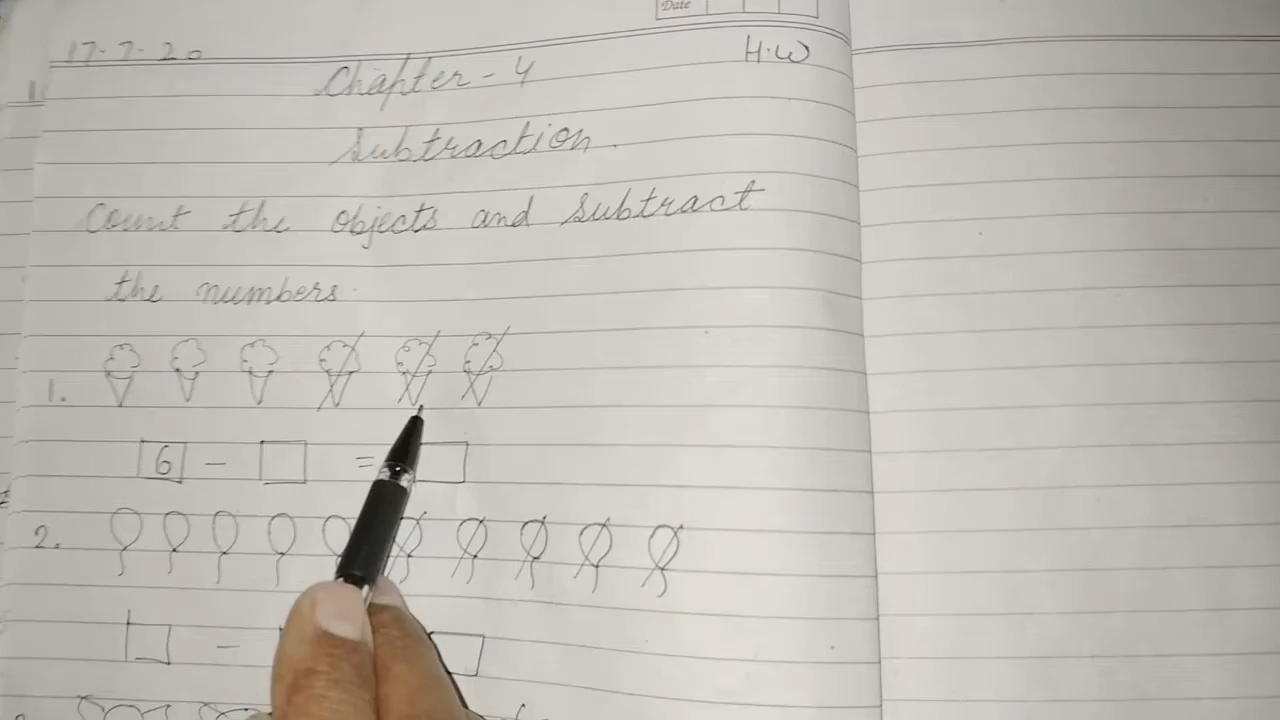 Date
17-7-20
H.W
Chapter - 4
Subtraction.
Count the objects and subtract
the numbers.
1.
6 - =
2.
-